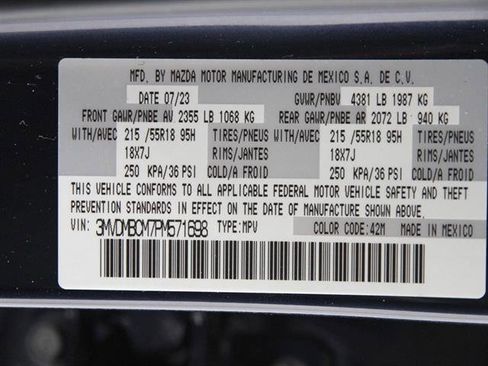 MFD. BY MAZDA MOTOR MANUFACTURING DE MEXICO S.A. DE C.V.
DATE 07/23 GVWR/PNBV 4381 LB 1987 KG
FRONT GAWR/PNBE AV 2355 LB 1068 KG REAR GAWR/PNBE AR 2072 LB 940 KG
WITH/AVEC 215 /55R18 95H TIRES/PNEUS WITH/AVEC 215 /55R18 95H TIRES/PNEUS
18X7J RIMS/JANTES 18X7J RIMS/JANTES
250 KPA/36 PSI COLD/A FROID 250 KPA/36 PSI COLD/A FROID
THIS VEHICLE CONFORMS TO ALL APPLICABLE FEDERAL MOTOR VEHICLE SAFETY AND THEFT
PREVENTION STANDARDS IN EFFECT ON THE DATE OF MANUFACTURE SHOWN ABOVE.
VIN: 3MVDMBCM7PM571698 TYPE: MPV COLOR CODE: 42M MADE IN MEXICO